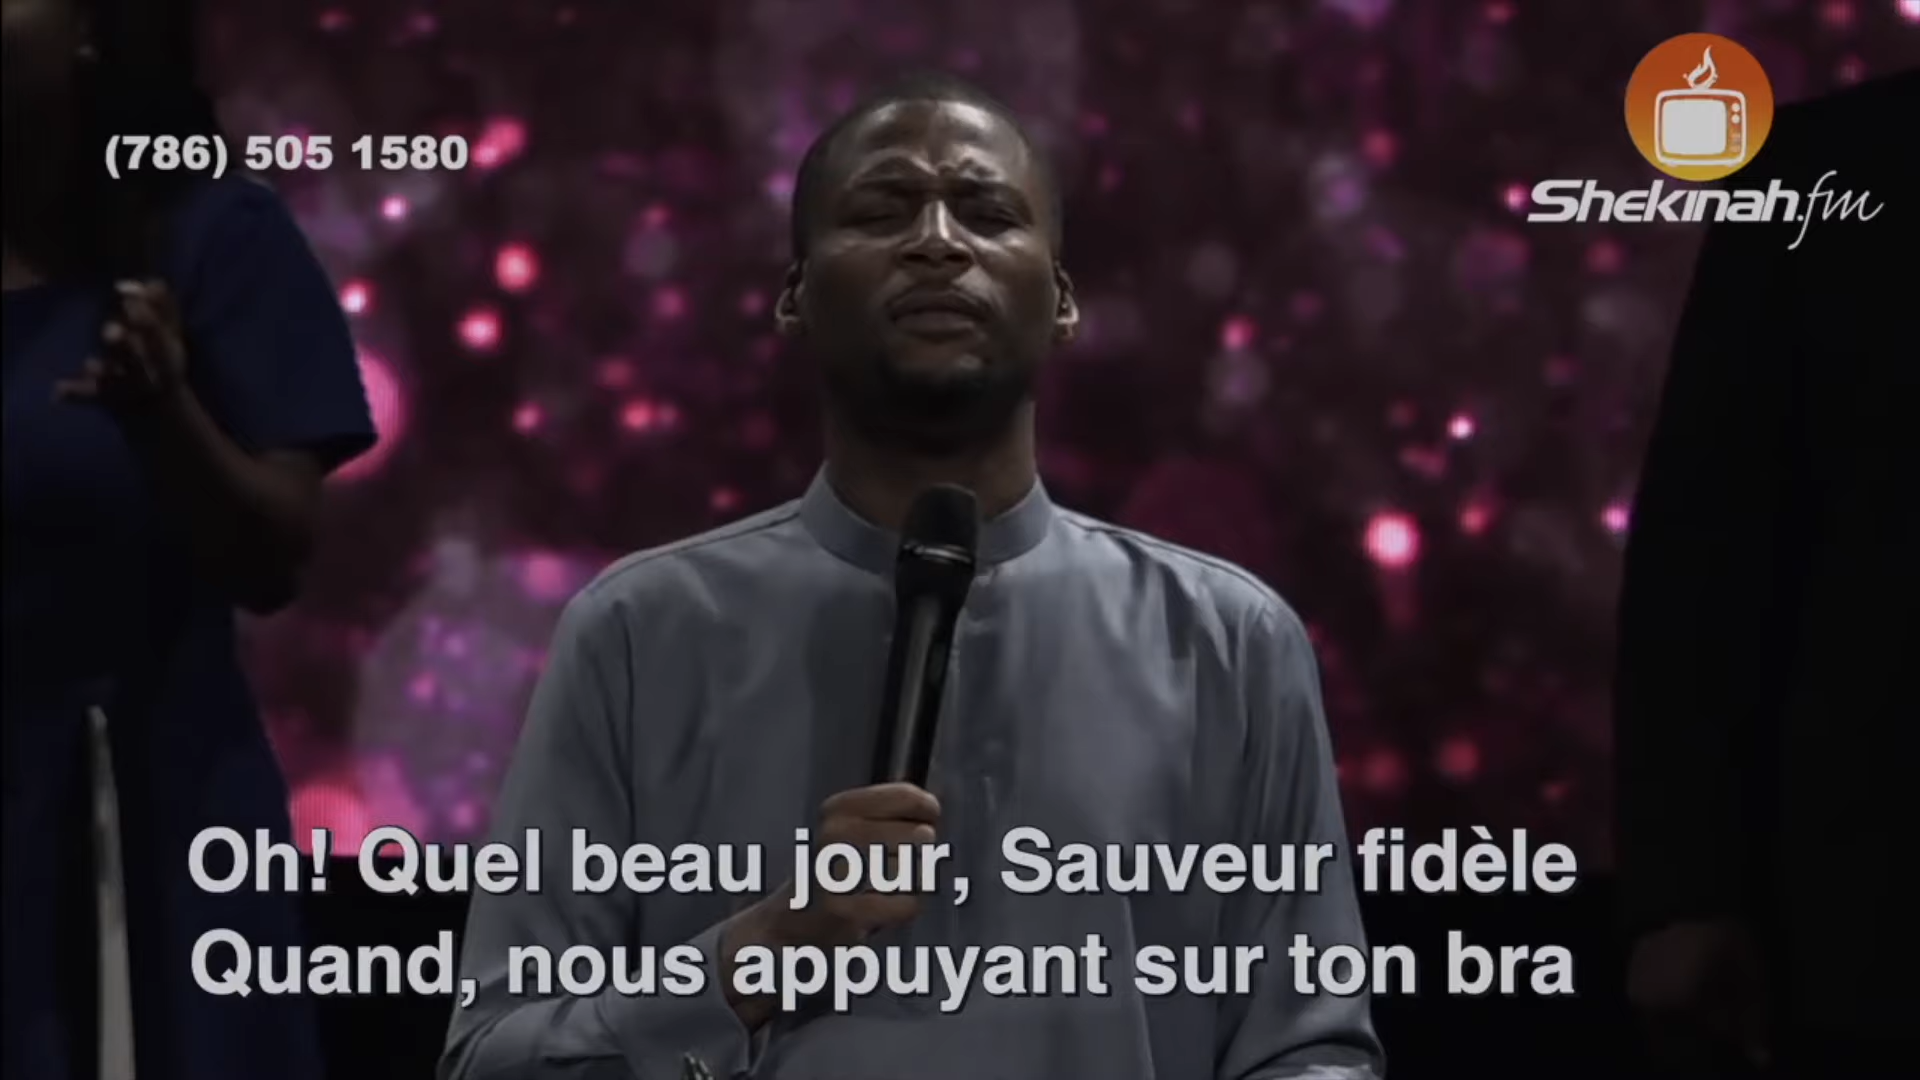 (786) 505 1580
Shekinah.fm
Oh! Quel beau jour, Sauveur fidèle
Quand, nous appuyant sur ton bra